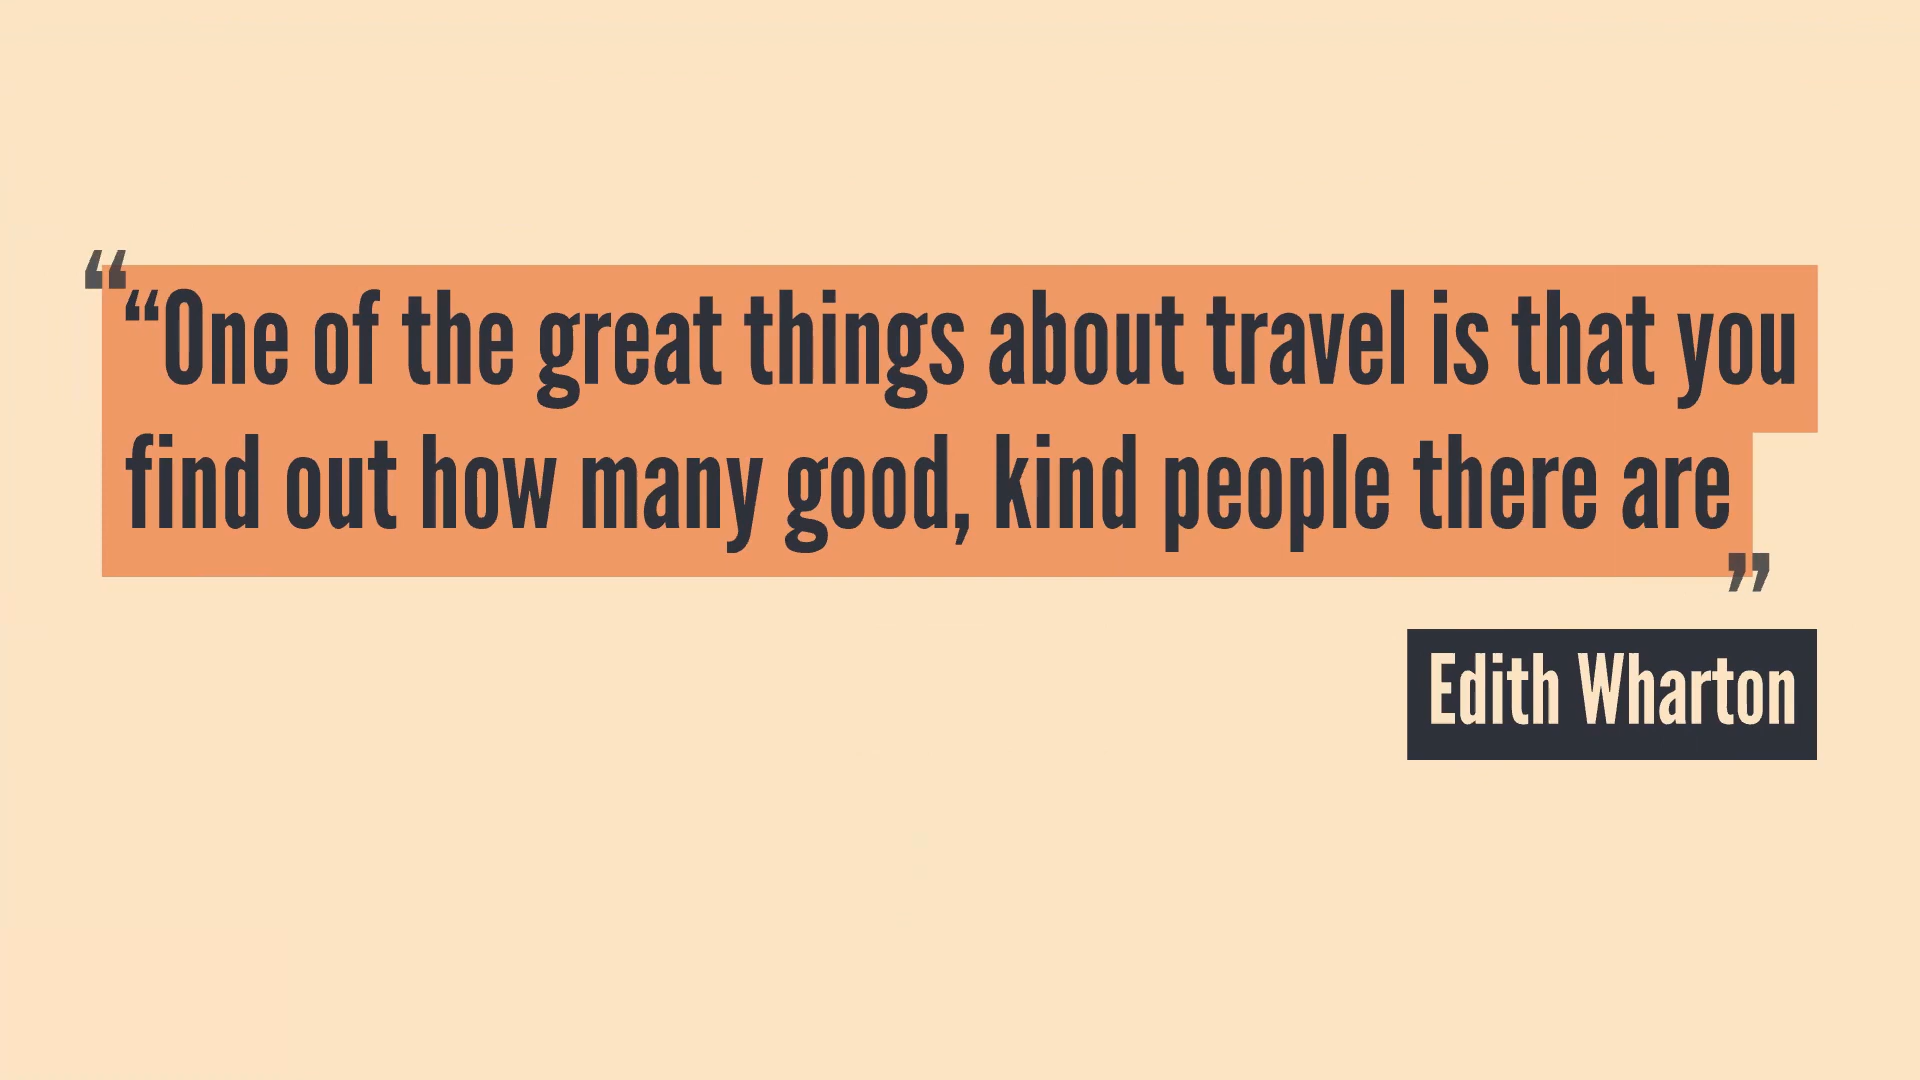 ““One of the great things about travel is that you
find out how many good, kind people there are”
Edith Wharton